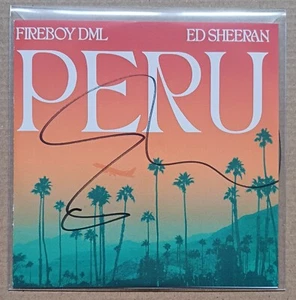 FIREBOY DML ED SHEERAN
PERU